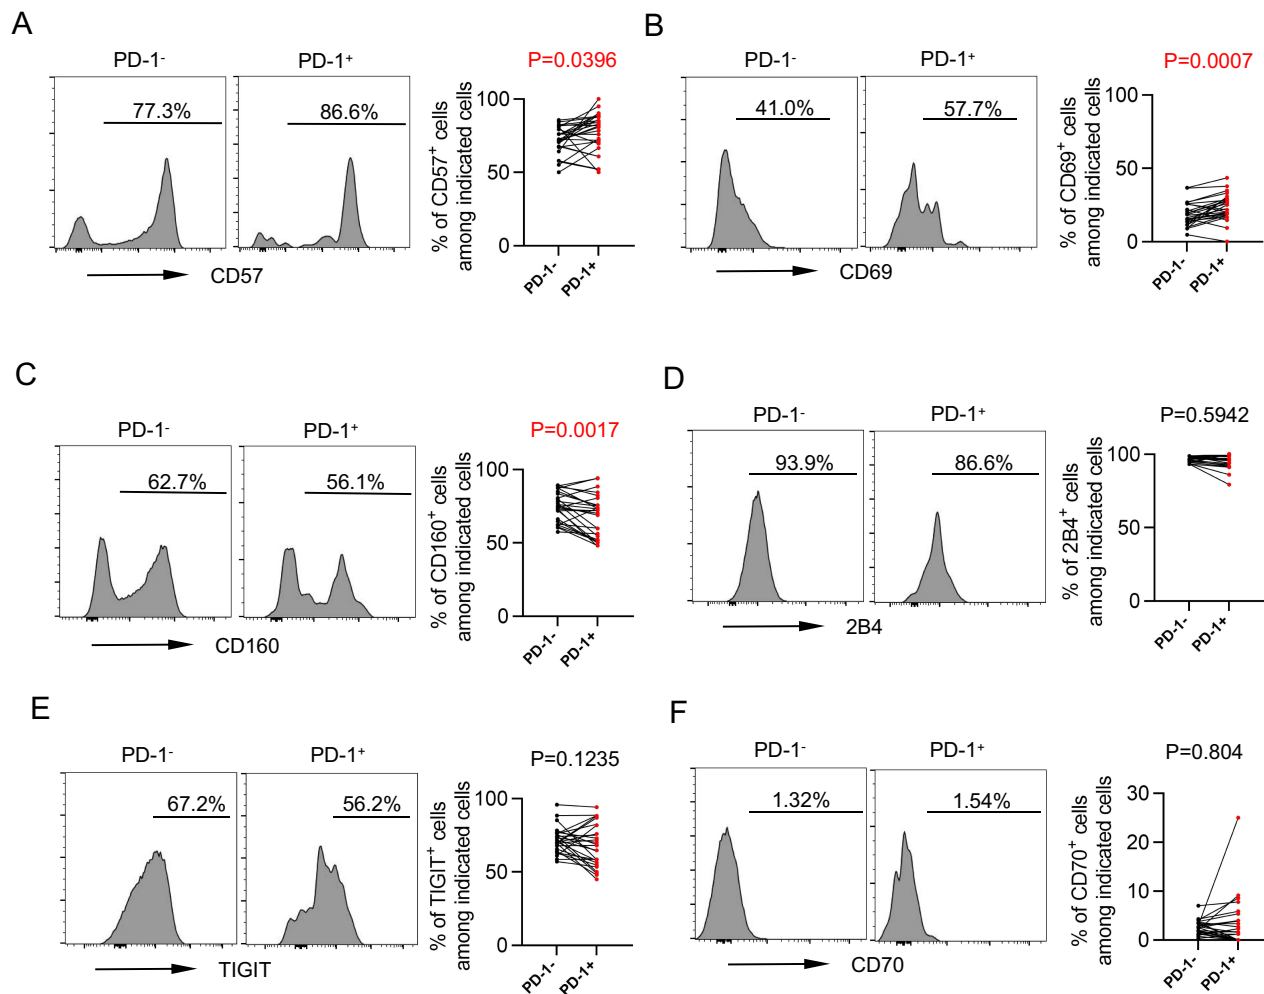 A
PD-1-
PD-1+
P=0.0396
77.3%
86.6%
% of CD57+ cells
among indicated cells
100
50
0
CD57
PD-1-
PD-1+
B
PD-1-
PD-1+
P=0.0007
41.0%
57.7%
% of CD69+ cells
among indicated cells
100
50
0
CD69
PD-1-
PD-1+
C
PD-1-
PD-1+
P=0.0017
62.7%
56.1%
% of CD160+ cells
among indicated cells
100
50
0
CD160
PD-1-
PD-1+
D
PD-1-
PD-1+
P=0.5942
93.9%
86.6%
% of 2B4+ cells
among indicated cells
100
50
0
2B4
PD-1-
PD-1+
E
PD-1-
PD-1+
P=0.1235
67.2%
56.2%
% of TIGIT+ cells
among indicated cells
100
50
0
TIGIT
PD-1-
PD-1+
F
PD-1-
PD-1+
P=0.804
1.32%
1.54%
% of CD70+ cells
among indicated cells
30
20
10
0
CD70
PD-1-
PD-1+